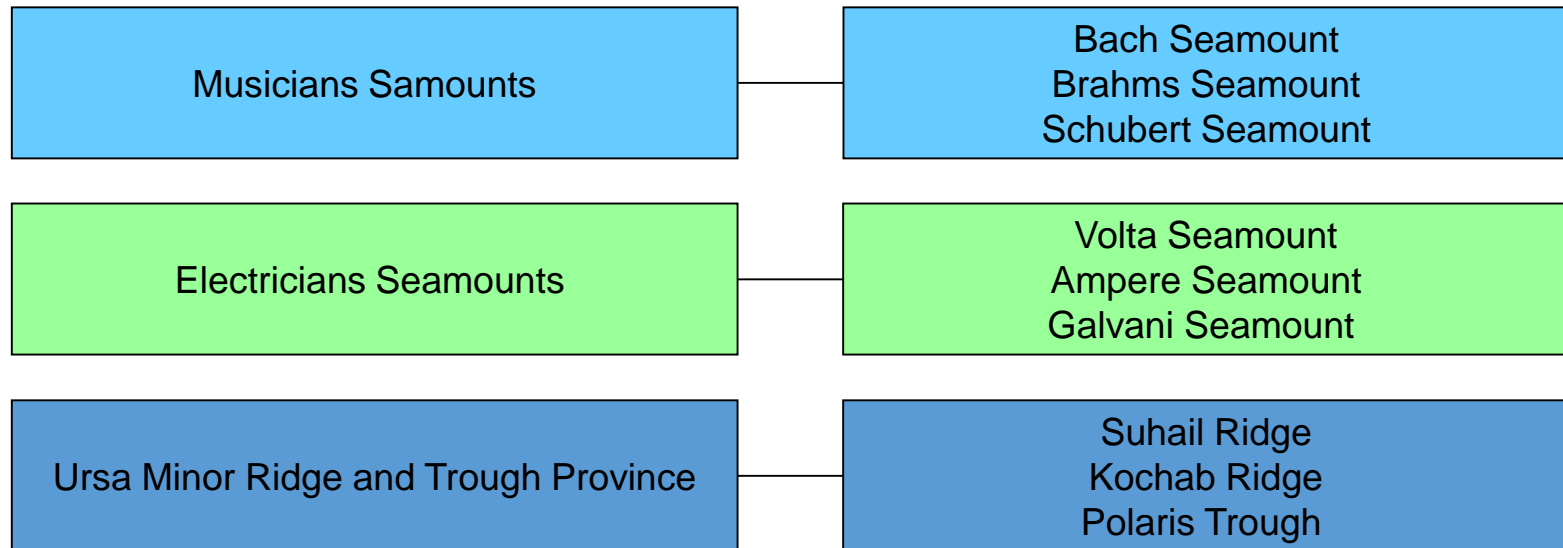 Musicians Samounts
Bach Seamount
Brahms Seamount
Schubert Seamount
Electricians Seamounts
Volta Seamount
Ampere Seamount
Galvani Seamount
Ursa Minor Ridge and Trough Province
Suhail Ridge
Kochab Ridge
Polaris Trough